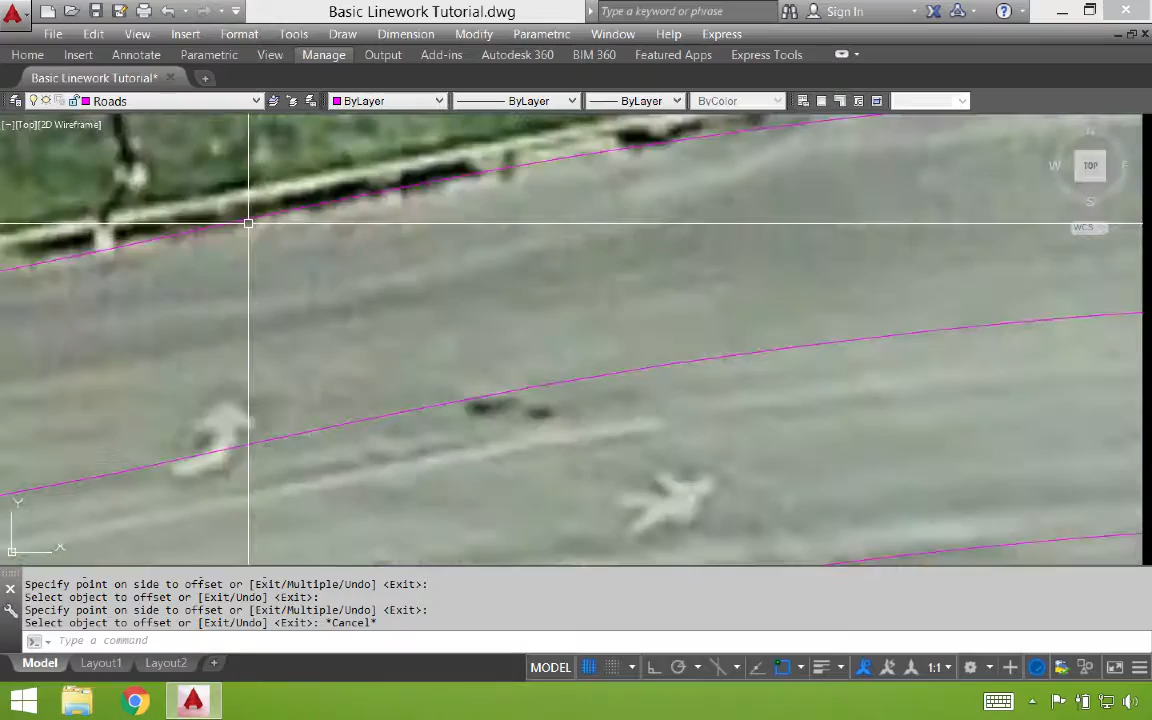 Basic Linework Tutorial.dwg
Type a keyword or phrase
Sign In
File Edit View Insert Format Tools Draw Dimension Modify Parametric Window Help Express
Home Insert Annotate Parametric View Manage Output Add-ins Autodesk 360 BIM 360 Featured Apps Express Tools
Basic Linework Tutorial*
Roads ByLayer ByLayer ByLayer ByColor
[−][Top][2D Wireframe]
N
W TOP E
S
WCS
Y
X
Specify point on side to offset or [Exit/Multiple/Undo] <Exit>:
Select object to offset or [Exit/Undo] <Exit>:
Specify point on side to offset or [Exit/Multiple/Undo] <Exit>:
Select object to offset or [Exit/Undo] <Exit>: *Cancel*
Type a command
Model Layout1 Layout2 + MODEL 1:1